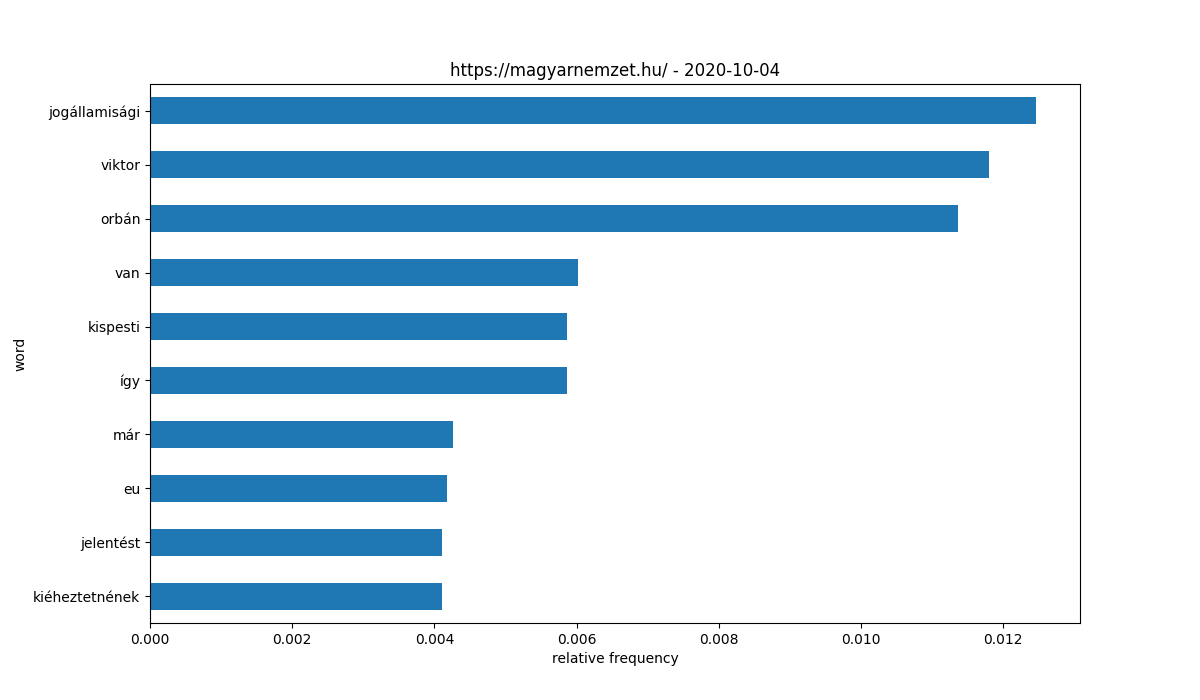 https://magyarnemzet.hu/ - 2020-10-04
jogállamisági
viktor
orbán
van
kispesti
így
már
eu
jelentést
kiéheztetnének
word
0.000 0.002 0.004 0.006 0.008 0.010 0.012
relative frequency